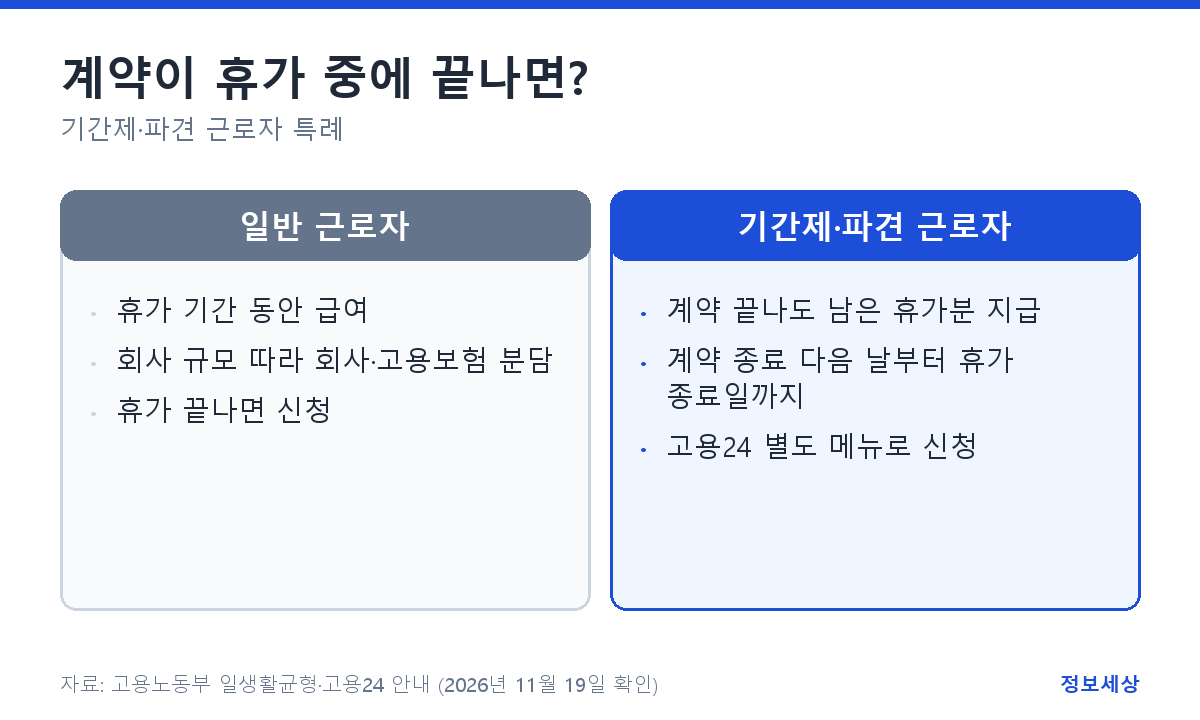 계약이 휴가 중에 끝나면?
기간제·파견 근로자 특례
일반 근로자
· 휴가 기간 동안 급여
· 회사 규모 따라 회사·고용보험 분담
· 휴가 끝나면 신청
기간제·파견 근로자
· 계약 끝나도 남은 휴가분 지급
· 계약 종료 다음 날부터 휴가
종료일까지
· 고용24 별도 메뉴로 신청
자료: 고용노동부 일생활균형·고용24 안내 (2026년 11월 19일 확인)
정보세상